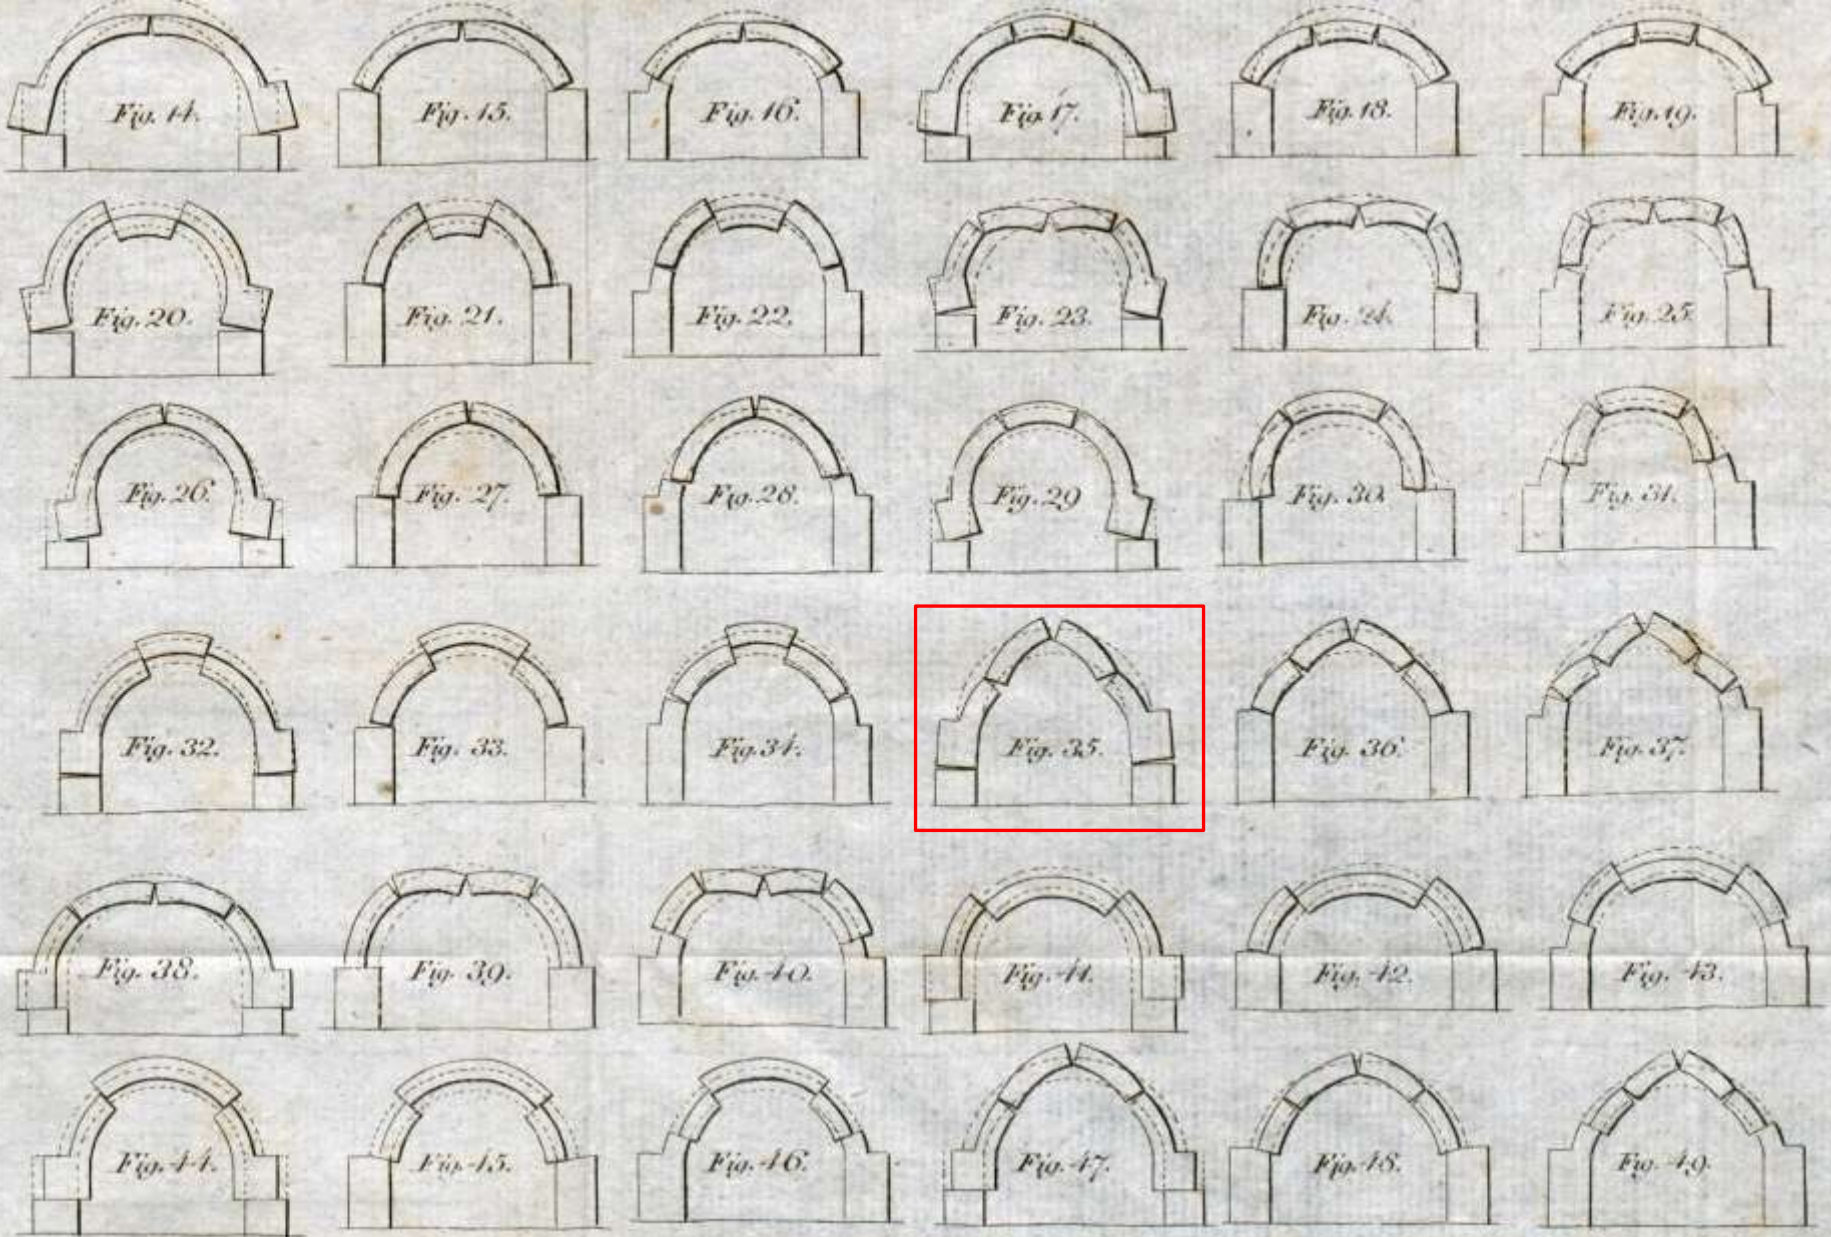 Fig. 14. Fig. 15. Fig. 16. Fig. 17. Fig. 18. Fig. 19.
Fig. 20. Fig. 21. Fig. 22. Fig. 23. Fig. 24. Fig. 25.
Fig. 26. Fig. 27. Fig. 28. Fig. 29 Fig. 30. Fig. 31.
Fig. 32. Fig. 33. Fig. 34. Fig. 35. Fig. 36. Fig. 37.
Fig. 38. Fig. 39. Fig. 40. Fig. 41. Fig. 42. Fig. 43.
Fig. 44. Fig. 45. Fig. 46. Fig. 47. Fig. 48. Fig. 49.